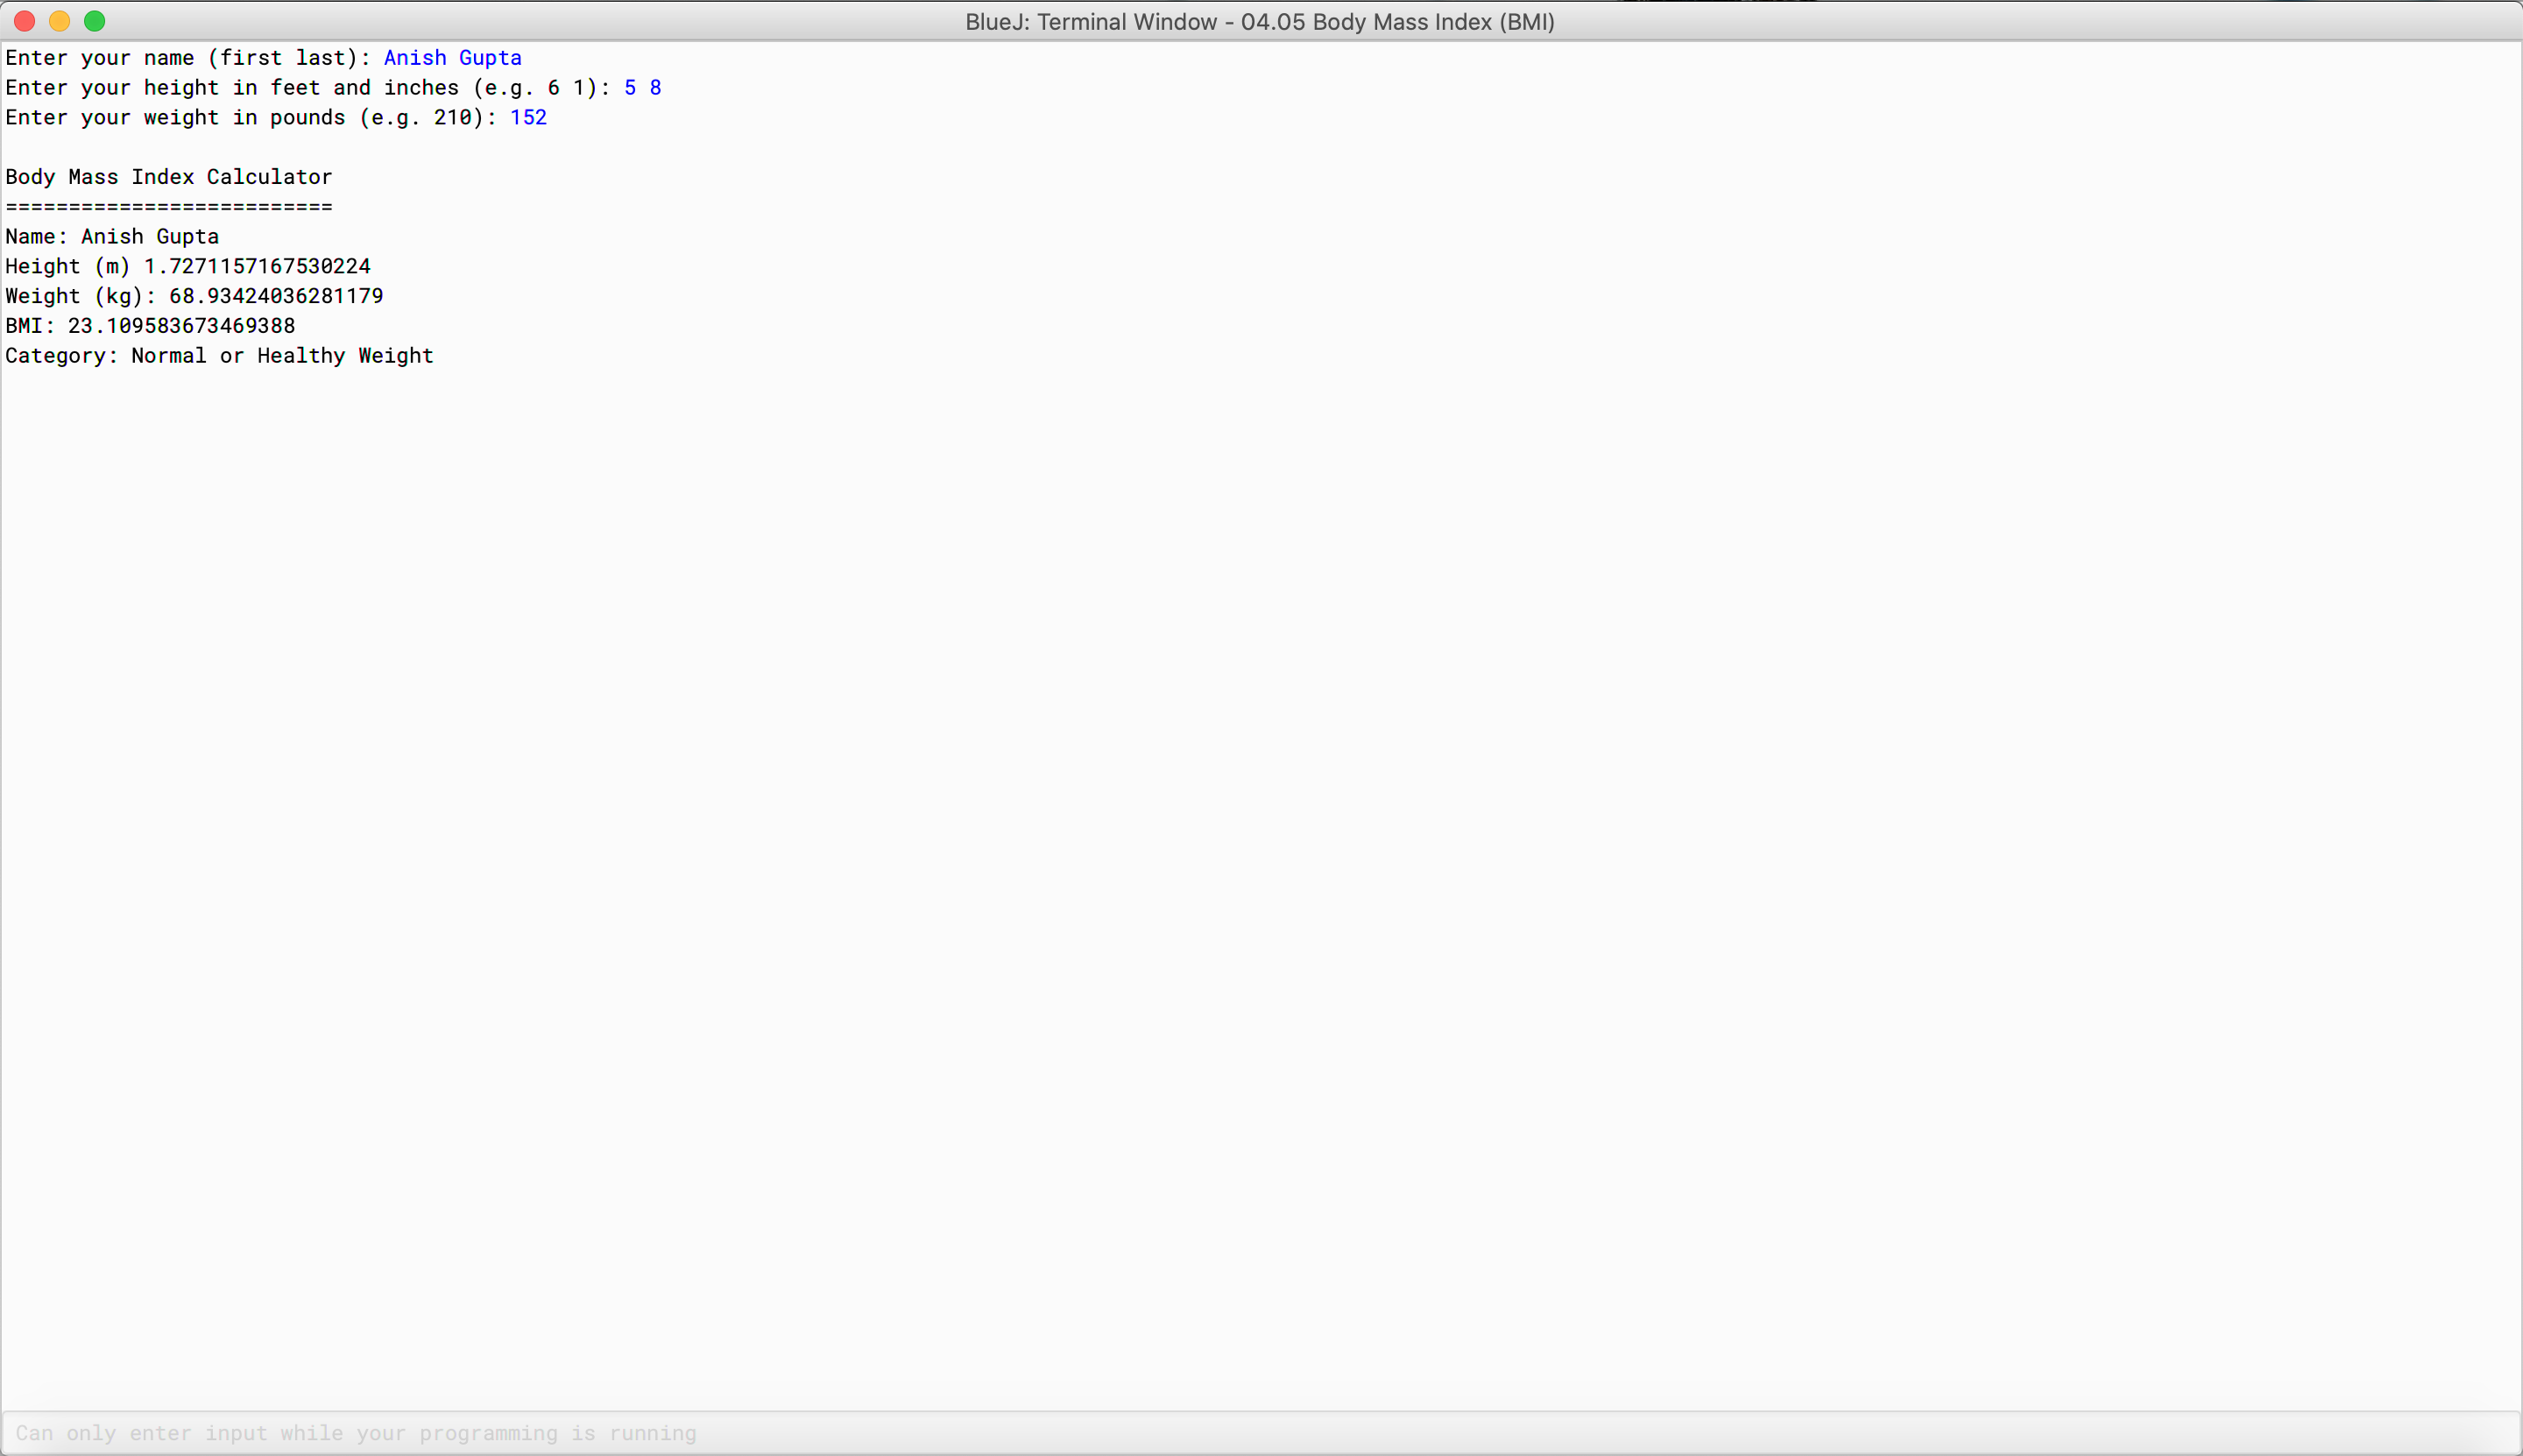 BlueJ: Terminal Window - 04.05 Body Mass Index (BMI)
Enter your name (first last): Anish Gupta
Enter your height in feet and inches (e.g. 6 1): 5 8
Enter your weight in pounds (e.g. 210): 152
Body Mass Index Calculator
==========================
Name: Anish Gupta
Height (m) 1.7271157167530224
Weight (kg): 68.93424036281179
BMI: 23.109583673469388
Category: Normal or Healthy Weight
Can only enter input while your programming is running